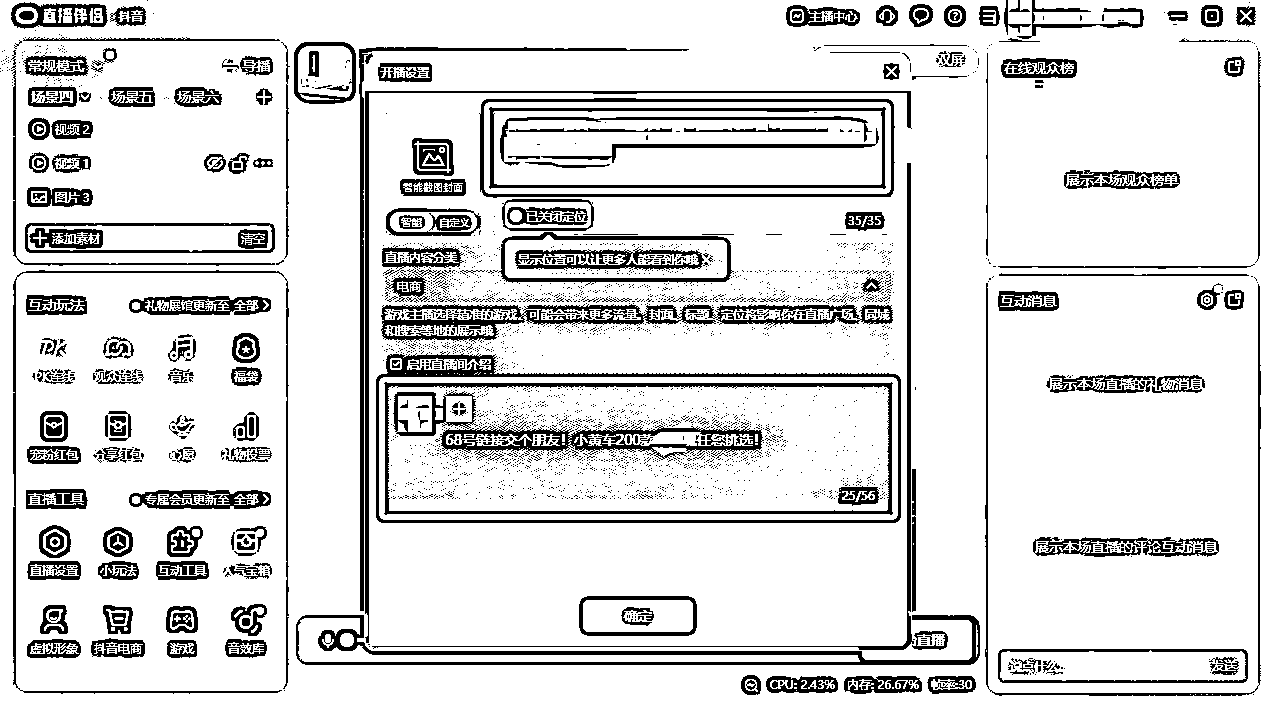 直播伴侣 抖音
主播中心
常规模式
导播
场景四
场景五
场景六
视频 2
视频 1
图片 3
添加素材
清空
互动玩法
礼物展馆更新至 全部
PK连线
观众连线
音乐
福袋
宠粉红包
分享红包
心愿
礼物投票
直播工具
专属会员更新至 全部
直播设置
小玩法
互动工具
人气宝箱
虚拟形象
抖音电商
游戏
音效库
双屏
开播设置
智能截图封面
智能
自定义
已关闭定位
35/35
显示位置可以让更多人能看到你哦
直播内容分类
电商
游戏主播选择精准的游戏，可能会带来更多流量。封面、标题、定位将影响你在直播广场、同城
和搜索等地的展示哦
启用直播间介绍
68号链接交个朋友！小黄车200
任您挑选！
25/56
确定
直播
CPU: 2.43%
内存: 26.67%
帧率:30
在线观众榜
展示本场观众榜单
互动消息
展示本场直播的礼物消息
展示本场直播的评论互动消息
说点什么
发送